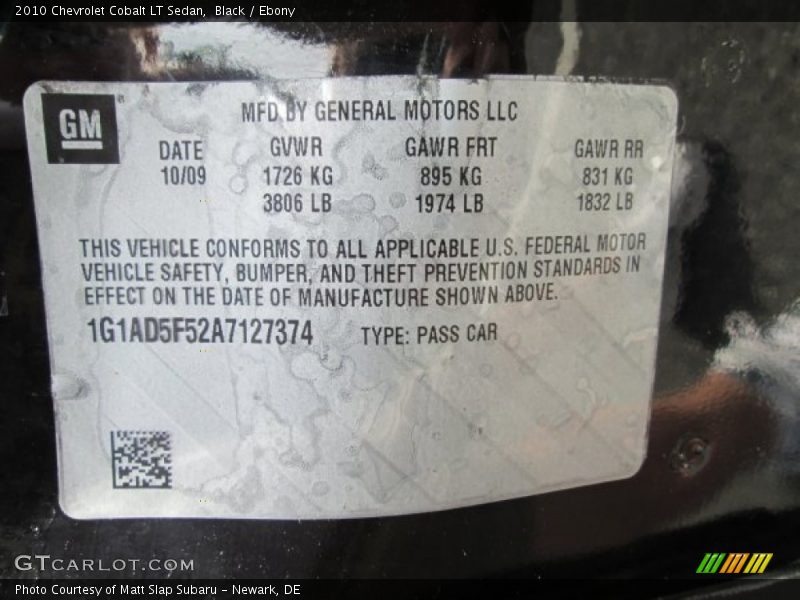 2010 Chevrolet Cobalt LT Sedan, Black / Ebony
GM
MFD BY GENERAL MOTORS LLC
DATE GVWR GAWR FRT GAWR RR
10/09 1726 KG 895 KG 831 KG
3806 LB 1974 LB 1832 LB
THIS VEHICLE CONFORMS TO ALL APPLICABLE U.S. FEDERAL MOTOR
VEHICLE SAFETY, BUMPER, AND THEFT PREVENTION STANDARDS IN
EFFECT ON THE DATE OF MANUFACTURE SHOWN ABOVE.
1G1AD5F52A7127374 TYPE: PASS CAR
GTCARLOT.COM
Photo Courtesy of Matt Slap Subaru - Newark, DE